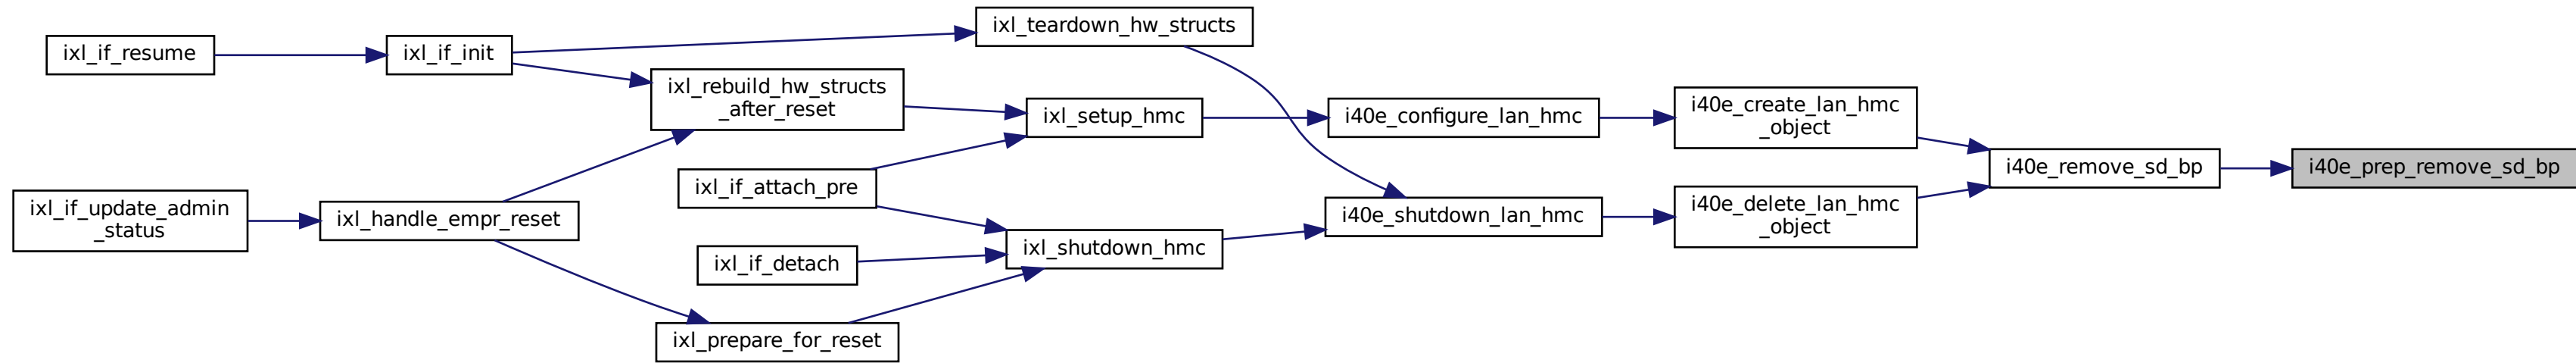 ixl_if_resume
ixl_if_init
ixl_teardown_hw_structs
ixl_rebuild_hw_structs
_after_reset
ixl_setup_hmc
i40e_configure_lan_hmc
i40e_create_lan_hmc
_object
i40e_remove_sd_bp
i40e_prep_remove_sd_bp
ixl_if_attach_pre
ixl_if_update_admin
_status
ixl_handle_empr_reset
i40e_shutdown_lan_hmc
i40e_delete_lan_hmc
_object
ixl_if_detach
ixl_shutdown_hmc
ixl_prepare_for_reset